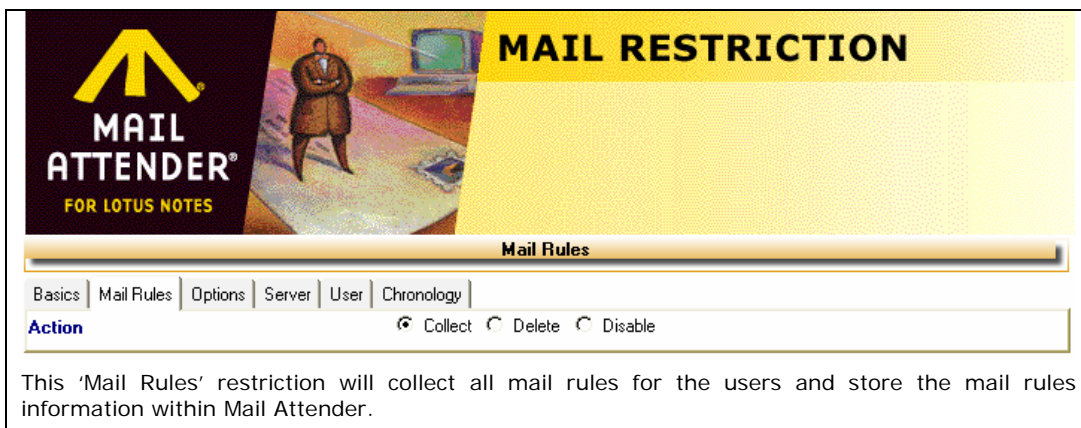 MAIL RESTRICTION
MAIL
ATTENDER®
FOR LOTUS NOTES
Mail Rules
Basics Mail Rules Options Server User Chronology
Action Collect Delete Disable
This ‘Mail Rules’ restriction will collect all mail rules for the users and store the mail rules
information within Mail Attender.